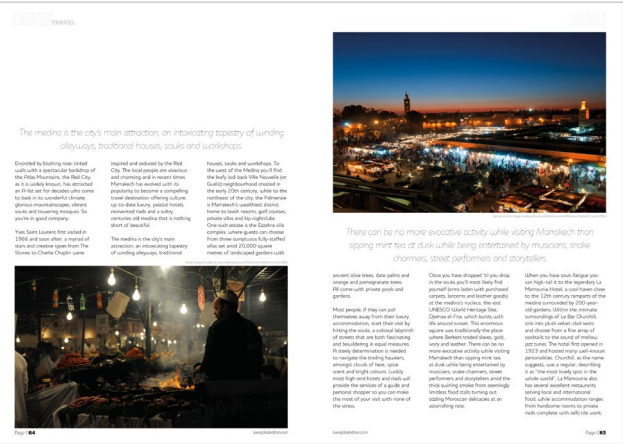 TRAVEL
The medina is the city's main attraction, an intoxicating tapestry of winding
alleyways, traditional houses, souks and workshops
Encircled by blushing rose-tinted
walls with a spectacular backdrop of
the Atlas Mountains, the Red City,
as it is widely known, has attracted
an A-list set for decades who come
to bask in its wonderful climate,
glorious mountainscapes, vibrant
souks and towering mosques. So
you're in good company.
Yves Saint Laurent first visited in
1966 and soon after, a myriad of
stars and creative types from The
Stones to Charlie Chaplin were
inspired and seduced by the Red
City. The local people are vivacious
and charming and in recent times
Marrakech has evolved with its
popularity to become a compelling
travel destination offering culture,
up-to-date luxury, palatial hotels,
reinvented riads and a sultry,
centuries old medina that is nothing
short of beautiful.
The medina is the city's main
attraction, an intoxicating tapestry
of winding alleyways, traditional
houses, souks and workshops. To
the west of the Medina you'll find
the leafy laid-back Ville Nouvelle (or
Guéliz) neighbourhood created in
the early 20th century, while to the
northeast of the city, the Palmeraie
is Marrakech's wealthiest district,
home to lavish resorts, golf courses,
private villas and hip nightclubs.
One such estate is the Ezzahra villa
complex, where guests can choose
from three sumptuous fully-staffed
villas set amid 20,000 square
metres of landscaped gardens with
Page | 64
luxeglobaledition.com
There can be no more evocative activity while visiting Marrakech than
sipping mint tea at dusk while being entertained by musicians, snake
charmers, street performers and storytellers
ancient olive trees, date palms and
orange and pomegranate trees.
All come with private pools and
gardens.
Most people, if they can pull
themselves away from their luxury
accommodation, start their visit by
hitting the souks, a colossal labyrinth
of streets that are both fascinating
and bewildering in equal measures.
A steely determination is needed
to navigate the trading hawkers,
amongst clouds of heat, spice
scent and bright colours. Luckily
most high-end hotels and riads will
provide the services of a guide and
personal shopper so you can make
the most of your visit with none of
the stress.
Once you have shopped 'til you drop
in the souks you'll most likely find
yourself (arms laden with purchased
carpets, lanterns and leather goods)
at the medina's nucleus, the vast
UNESCO World Heritage Site,
Djemaa el-Fna, which bursts with
life around sunset. This enormous
square was traditionally the place
where Berbers traded slaves, gold,
ivory and leather. There can be no
more evocative activity while visiting
Marrakech than sipping mint tea
at dusk while being entertained by
musicians, snake charmers, street
performers and storytellers amid the
thick swirling smoke from seemingly
limitless food stalls turning out
sizzling Moroccan delicacies at an
astonishing rate.
When you have souk-fatigue you
can high-tail it to the legendary La
Mamounia Hotel, a cool haven close
to the 12th century ramparts of the
medina surrounded by 200-year-
old gardens. Within the intimate
surroundings of Le Bar Churchill,
sink into plush velvet-clad seats
and choose from a fine array of
cocktails to the sound of mellow
jazz tunes. The hotel first opened in
1923 and hosted many well-known
personalities. Churchill, as the name
suggests, was a regular, describing
it as "the most lovely spot in the
whole world". La Mamounia also
has several excellent restaurants
serving local and international
food, while accommodation ranges
from handsome rooms to private
riads complete with zellij tile work,
luxeglobaledition.com
Page | 65